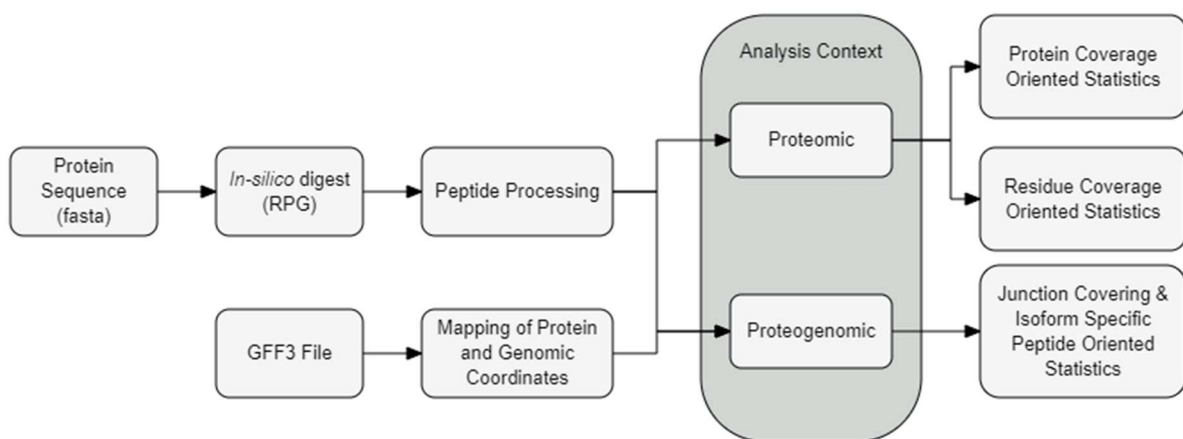 Protein
Sequence
(fasta)
In-silico digest
(RPG)
Peptide Processing
GFF3 File
Mapping of Protein
and Genomic
Coordinates
Analysis Context
Proteomic
Proteogenomic
Protein Coverage
Oriented Statistics
Residue Coverage
Oriented Statistics
Junction Covering &
Isoform Specific
Peptide Oriented
Statistics